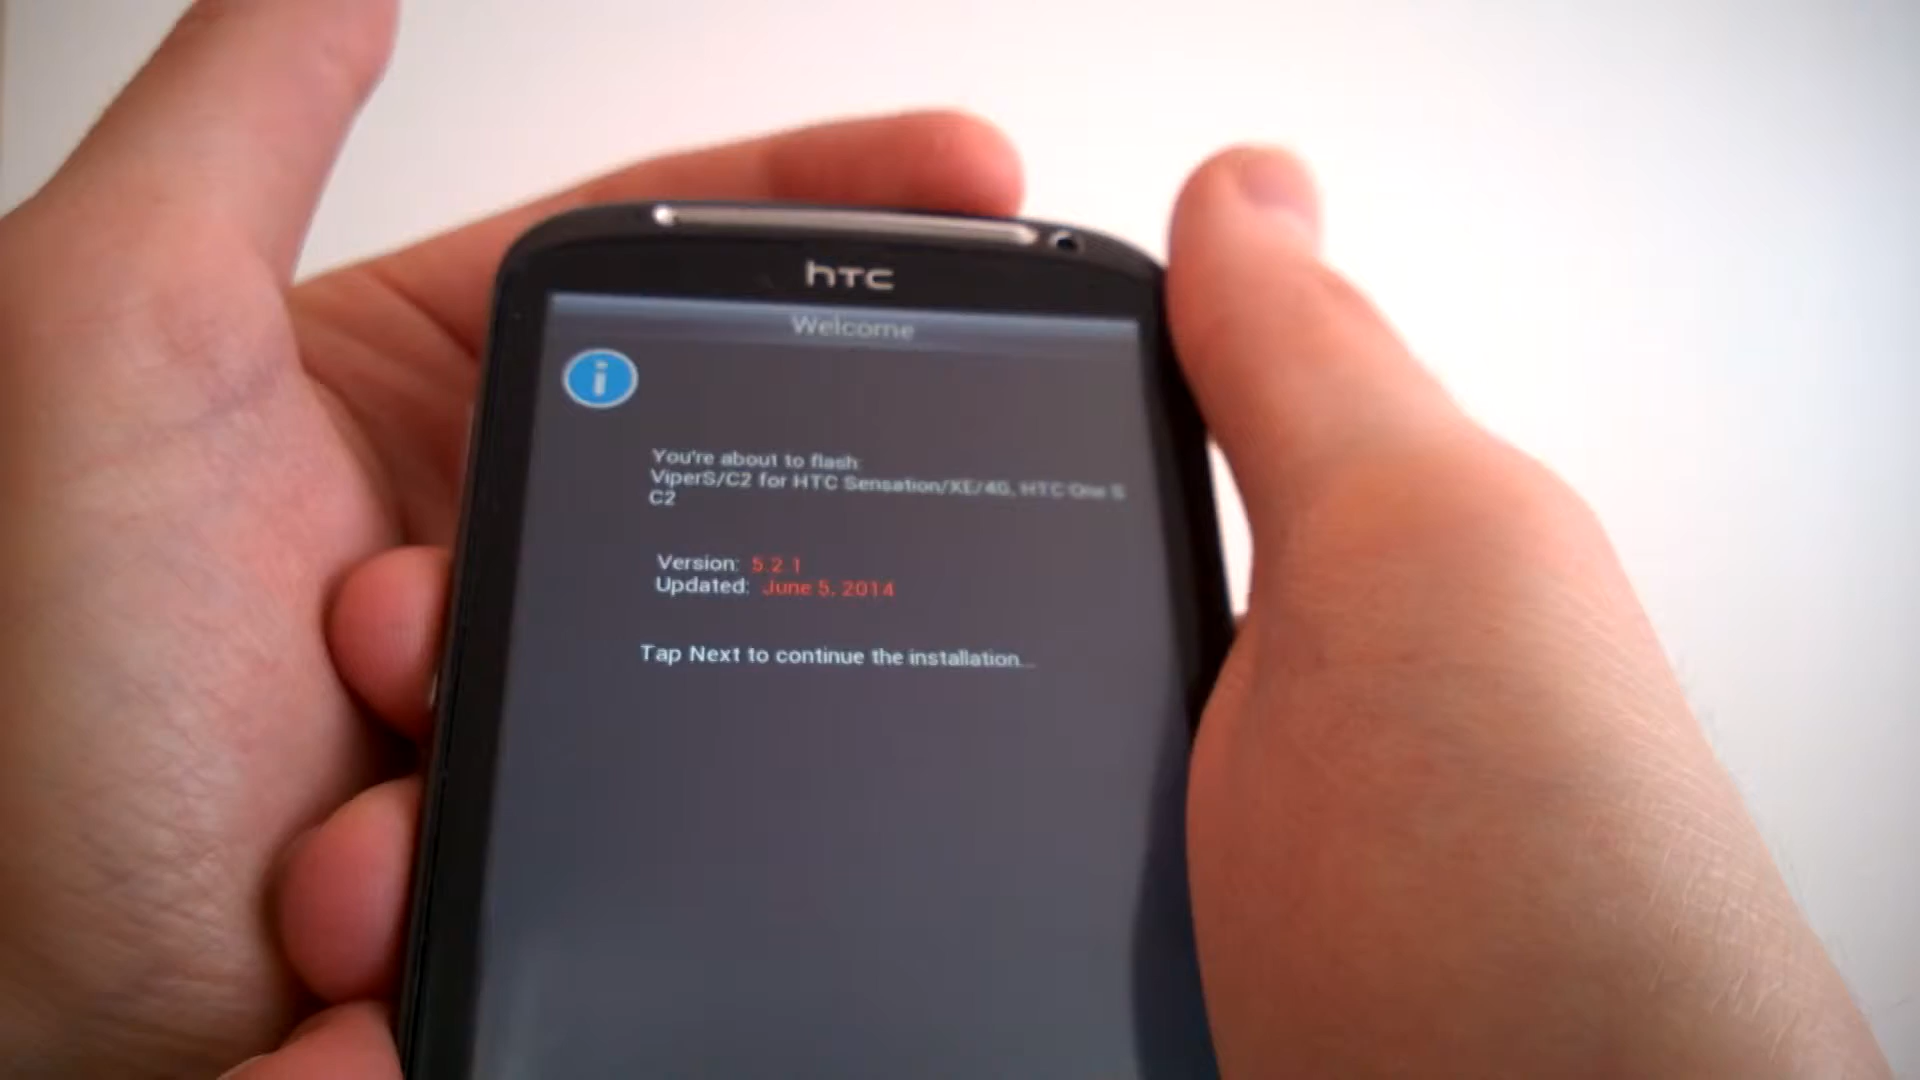 hTC
Welcome
i
You're about to flash:
ViperS/C2 for HTC Sensation/XE/4G, HTC One S
C2
Version: 5.2.1
Updated: June 5, 2014
Tap Next to continue the installation...